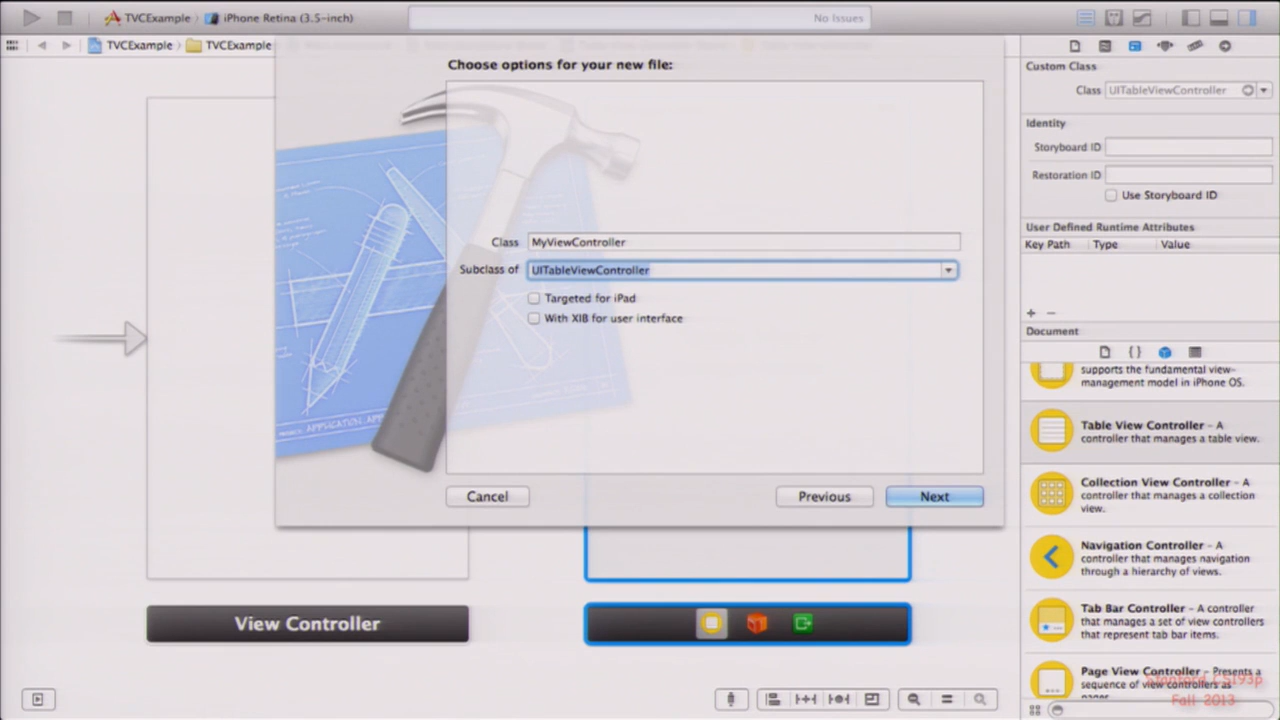 TVCExample
iPhone Retina (3.5-inch)
No Issues
TVCExample
TVCExample
Choose options for your new file:
Class
MyViewController
Subclass of
UITableViewController
Targeted for iPad
With XIB for user interface
Cancel
Previous
Next
View Controller
Custom Class
Class
UITableViewController
Identity
Storyboard ID
Restoration ID
Use Storyboard ID
User Defined Runtime Attributes
Key Path
Type
Value
Document
supports the fundamental view-
management model in iPhone OS.
Table View Controller – A
controller that manages a table view.
Collection View Controller – A
controller that manages a collection
view.
Navigation Controller – A
controller that manages navigation
through a hierarchy of views.
Tab Bar Controller – A controller
that manages a set of view controllers
that represent tab bar items.
Page View Controller – Presents a
sequence of view controllers as
Stanford CS193p
Fall 2013